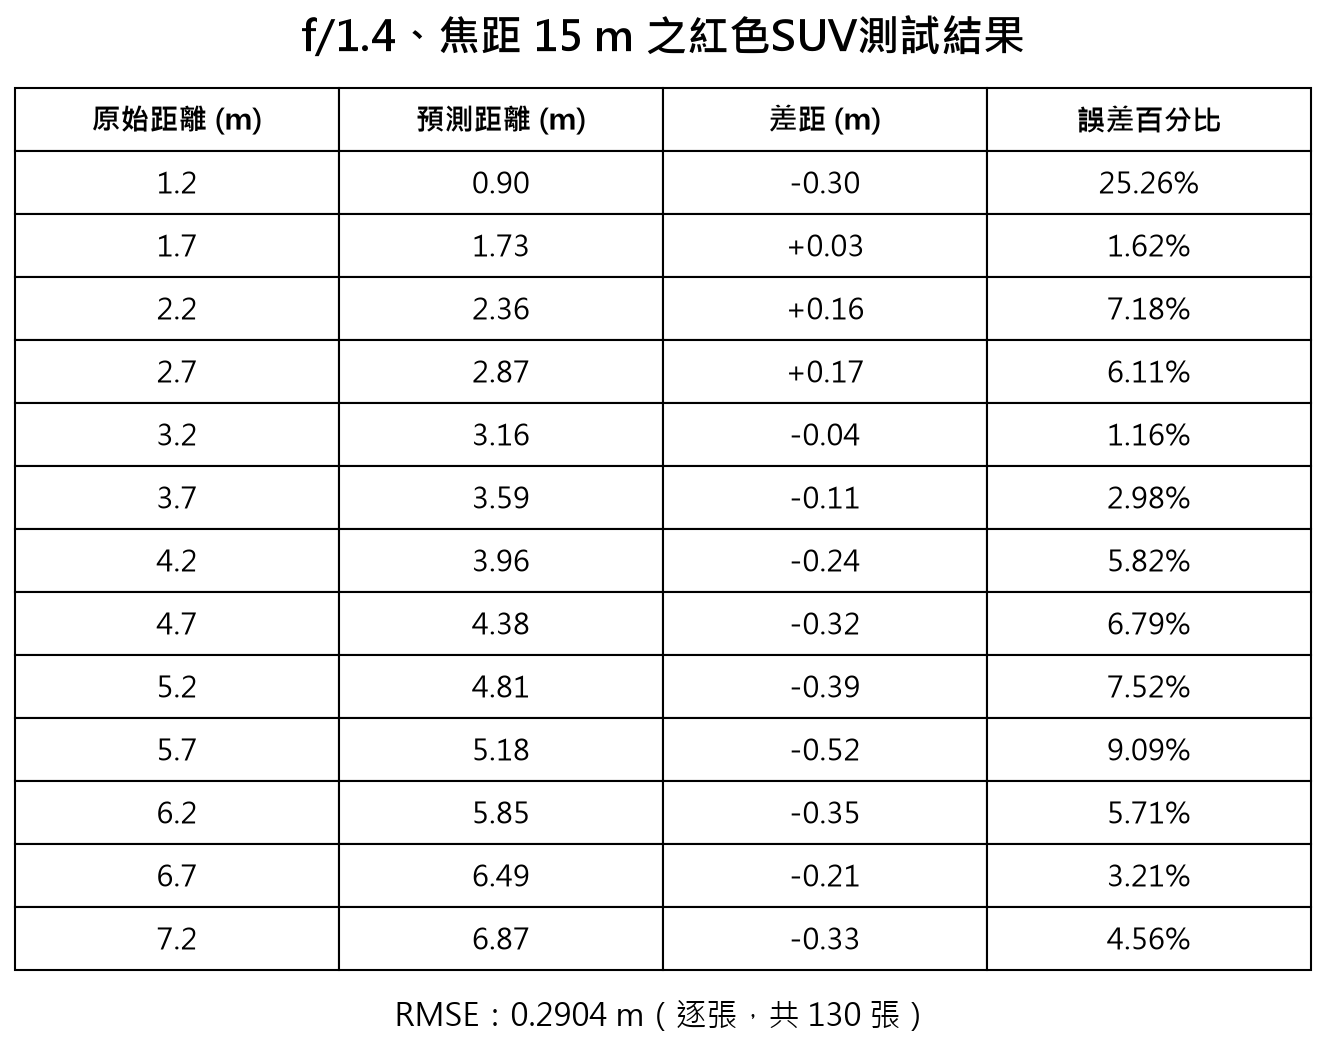 f/1.4、焦距 15 m 之紅色SUV測試結果
原始距離 (m) 預測距離 (m) 差距 (m) 誤差百分比
1.2 0.90 -0.30 25.26%
1.7 1.73 +0.03 1.62%
2.2 2.36 +0.16 7.18%
2.7 2.87 +0.17 6.11%
3.2 3.16 -0.04 1.16%
3.7 3.59 -0.11 2.98%
4.2 3.96 -0.24 5.82%
4.7 4.38 -0.32 6.79%
5.2 4.81 -0.39 7.52%
5.7 5.18 -0.52 9.09%
6.2 5.85 -0.35 5.71%
6.7 6.49 -0.21 3.21%
7.2 6.87 -0.33 4.56%
RMSE：0.2904 m（逐張，共 130 張）